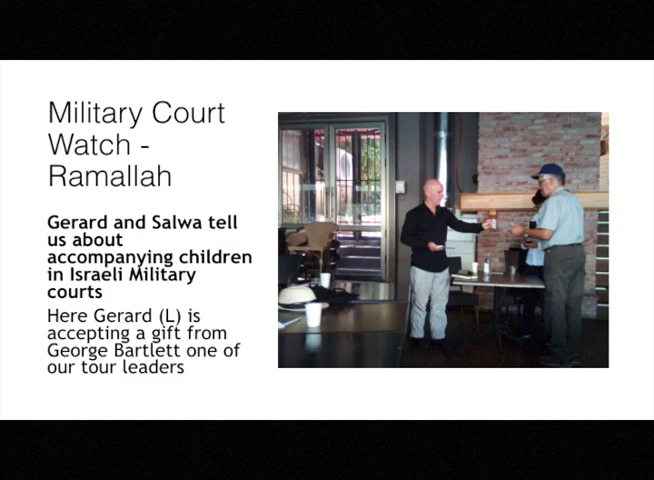 Military Court
Watch -
Ramallah
Gerard and Salwa tell
us about
accompanying children
in Israeli Military
courts
Here Gerard (L) is
accepting a gift from
George Bartlett one of
our tour leaders